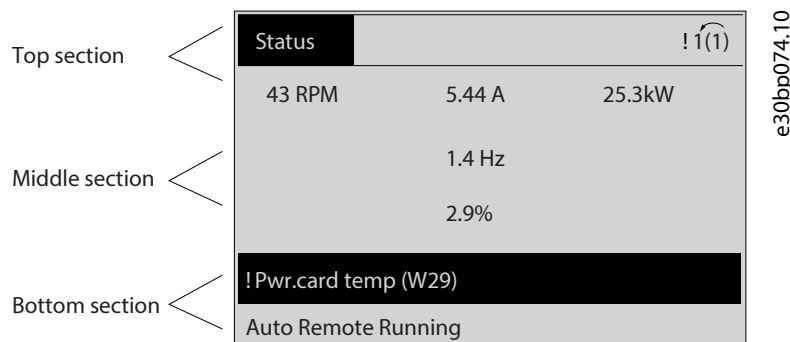 Top section
Status
!1(1)
43 RPM 5.44 A 25.3kW
Middle section
1.4 Hz
2.9%
Bottom section
!Pwr.card temp (W29)
Auto Remote Running
e30bp074.10